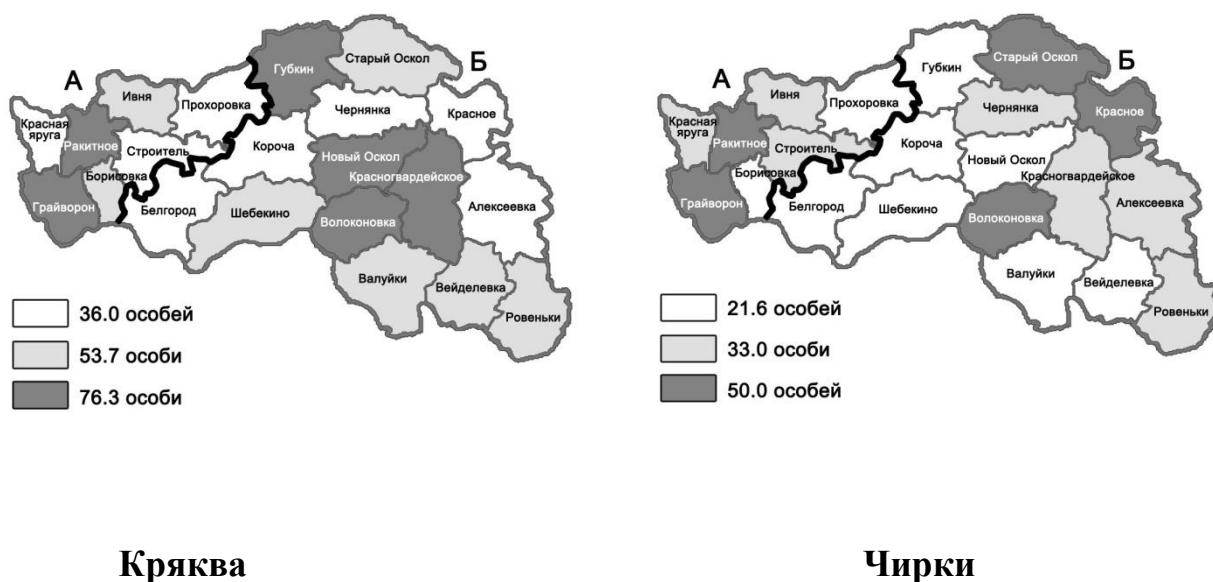 А
Б
Губкин
Старый Оскол
Ивня
Прохоровка
Чернянка
Красное
Красная
яруга
Ракитное
Строитель
Короча
Новый Оскол
Красногвардейское
Борисовка
Грайворон
Белгород
Шебекино
Волоконовка
Алексеевка
Валуйки
Вейделевка
Ровеньки
36.0 особей
53.7 особи
76.3 особи
Кряква
А
Б
Губкин
Старый Оскол
Ивня
Прохоровка
Чернянка
Красное
Красная
яруга
Ракитное
Строитель
Короча
Новый Оскол
Красногвардейское
Борисовка
Грайворон
Белгород
Шебекино
Волоконовка
Алексеевка
Валуйки
Вейделевка
Ровеньки
21.6 особей
33.0 особи
50.0 особей
Чирки